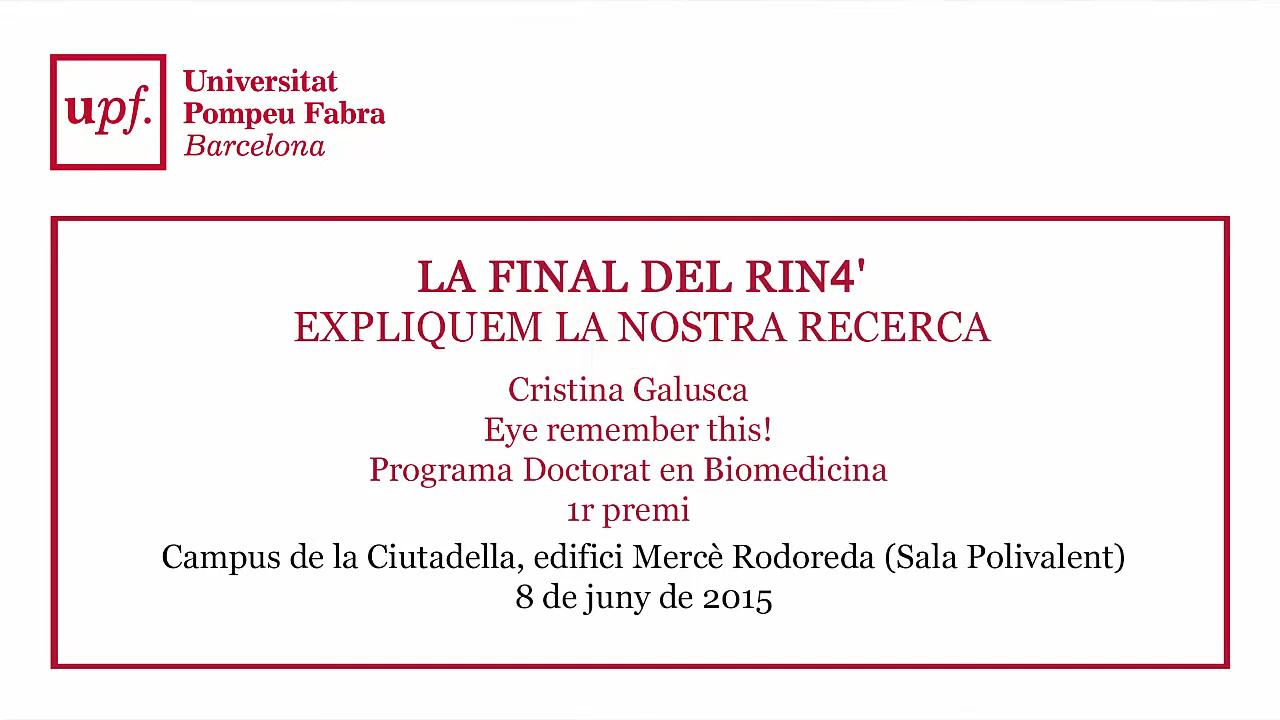 upf.
Universitat
Pompeu Fabra
Barcelona
LA FINAL DEL RIN4'
EXPLIQUEM LA NOSTRA RECERCA
Cristina Galusca
Eye remember this!
Programa Doctorat en Biomedicina
1r premi
Campus de la Ciutadella, edifici Mercè Rodoreda (Sala Polivalent)
8 de juny de 2015